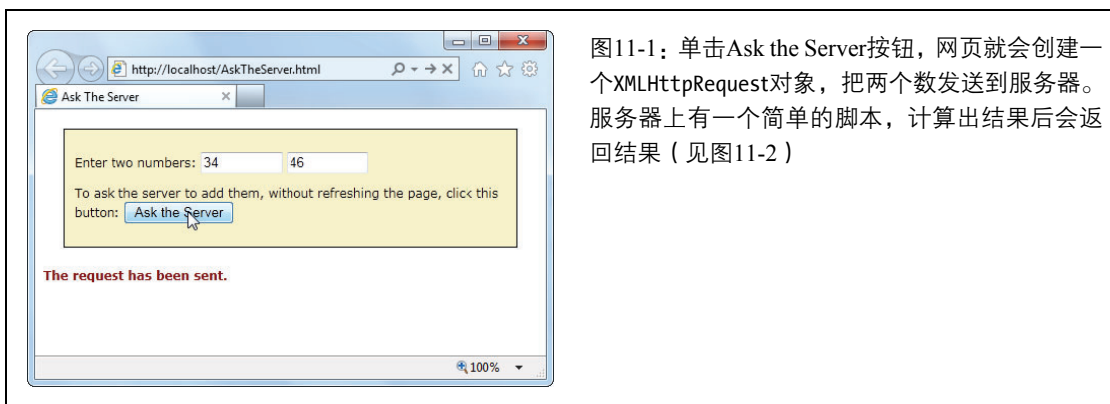 http://localhost/AskTheServer.html
Ask The Server
Enter two numbers: 34 46
To ask the server to add them, without refreshing the page, click this
button: Ask the Server
The request has been sent.
100%
图11-1：单击Ask the Server按钮，网页就会创建一
个XMLHttpRequest对象，把两个数发送到服务器。
服务器上有一个简单的脚本，计算出结果后会返
回结果（见图11-2）